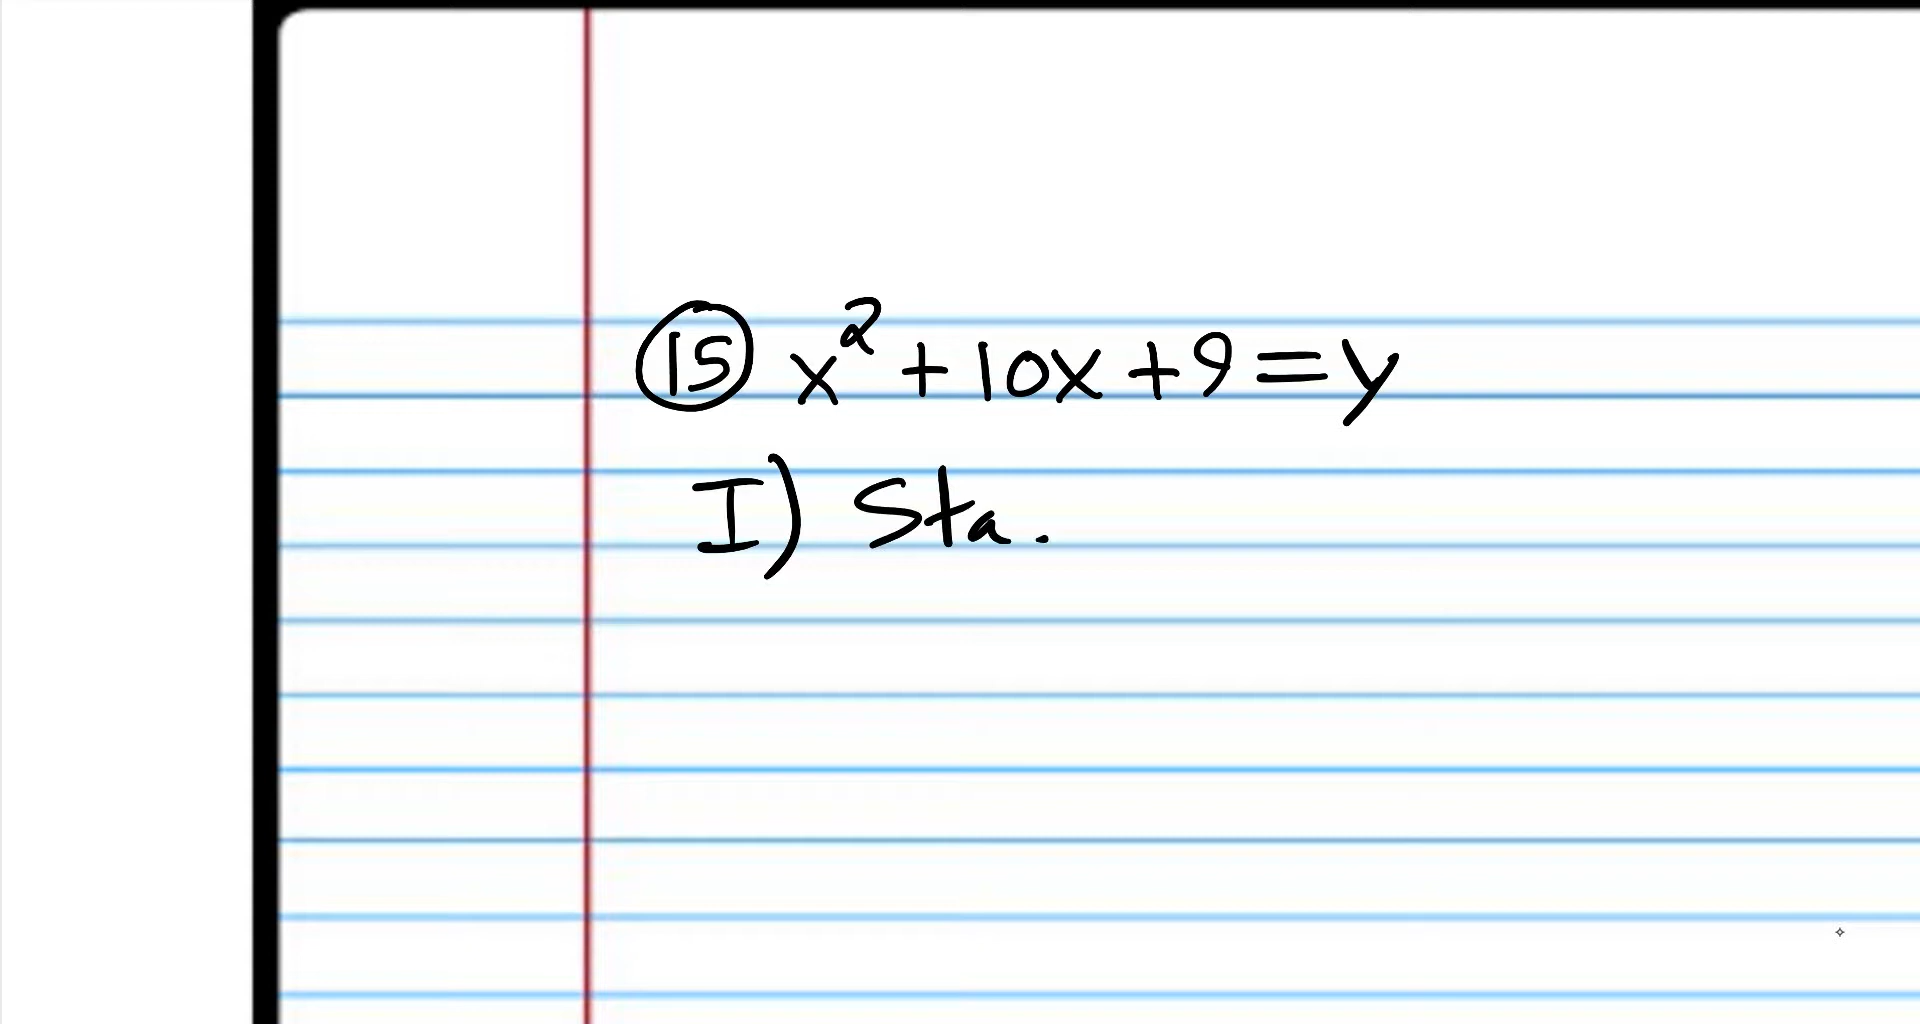 15 x² + 10x + 9 = y
I) Sta.